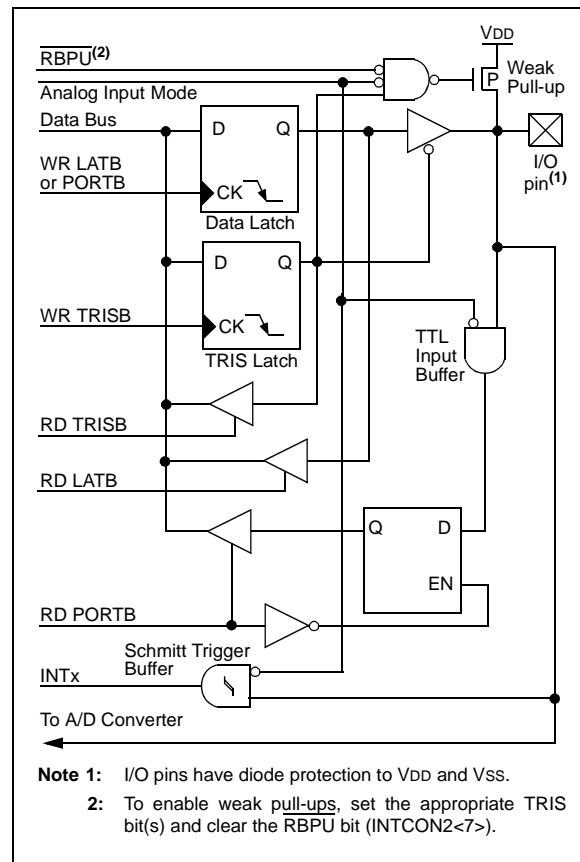 VDD
RBPU(2)
Weak
P
Pull-up
Analog Input Mode
Data Bus
D
Q
I/O
pin(1)
WR LATB
or PORTB
CK
Data Latch
D
Q
WR TRISB
CK
TTL
Input
Buffer
TRIS Latch
RD TRISB
RD LATB
Q
D
EN
RD PORTB
Schmitt Trigger
Buffer
INTx
To A/D Converter
Note 1: I/O pins have diode protection to VDD and VSS.
2: To enable weak pull-ups, set the appropriate TRIS
bit(s) and clear the RBPU bit (INTCON2<7>).